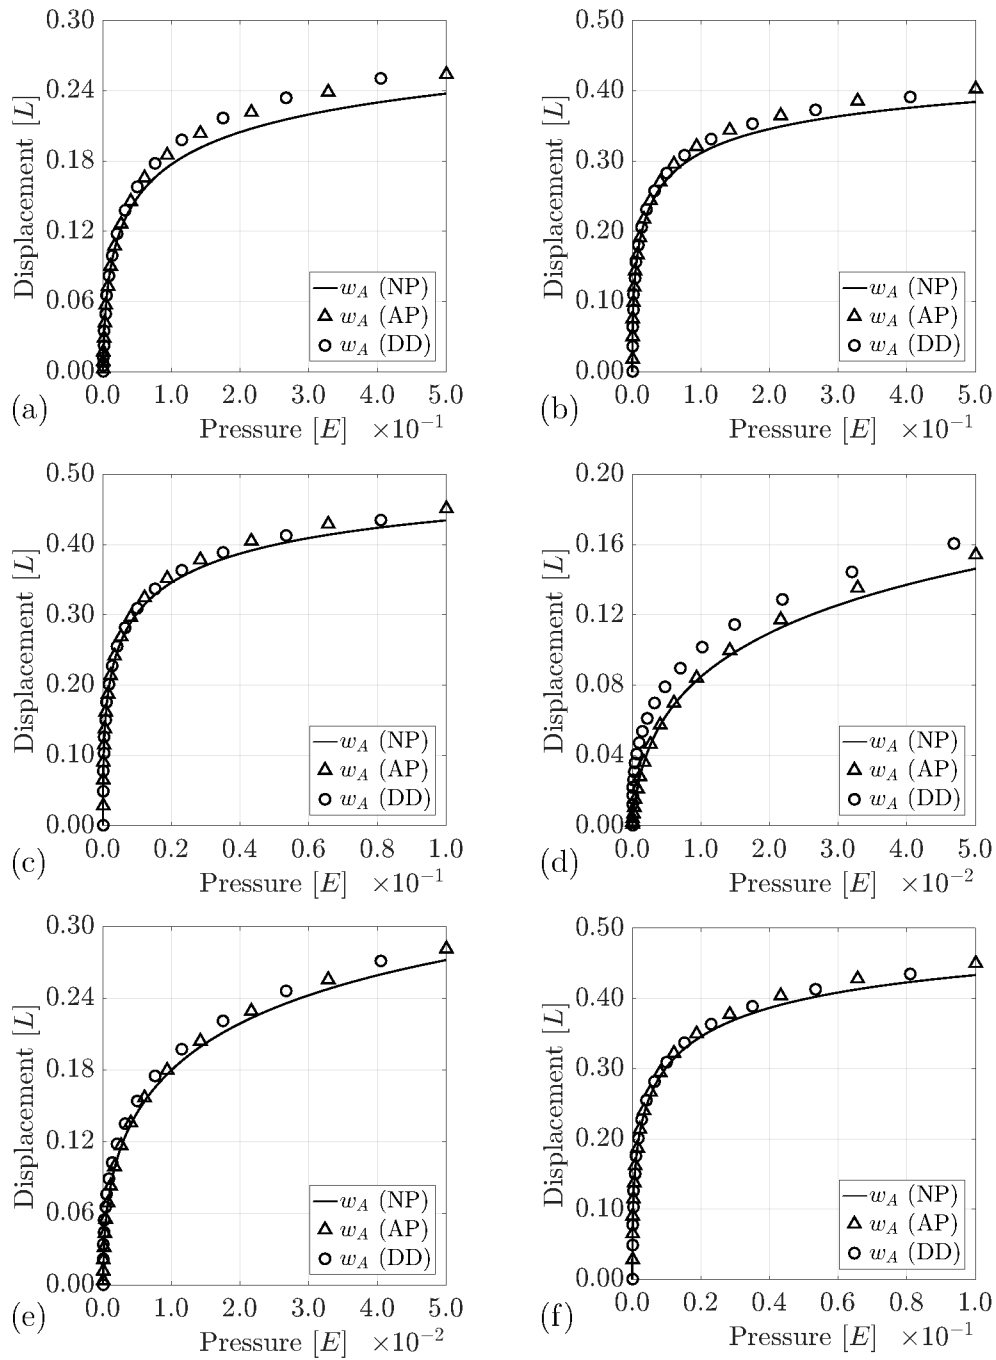 0.30
0.24
0.18
0.12
0.06
0.00
Displacement [L]
w_A (NP)
w_A (AP)
w_A (DD)
0.0 1.0 2.0 3.0 4.0 5.0
(a)
Pressure [E] ×10⁻¹
0.50
0.40
0.30
0.20
0.10
0.00
Displacement [L]
w_A (NP)
w_A (AP)
w_A (DD)
0.0 1.0 2.0 3.0 4.0 5.0
(b)
Pressure [E] ×10⁻¹
0.50
0.40
0.30
0.20
0.10
0.00
Displacement [L]
w_A (NP)
w_A (AP)
w_A (DD)
0.0 0.2 0.4 0.6 0.8 1.0
(c)
Pressure [E] ×10⁻¹
0.20
0.16
0.12
0.08
0.04
0.00
Displacement [L]
w_A (NP)
w_A (AP)
w_A (DD)
0.0 1.0 2.0 3.0 4.0 5.0
(d)
Pressure [E] ×10⁻²
0.30
0.24
0.18
0.12
0.06
0.00
Displacement [L]
w_A (NP)
w_A (AP)
w_A (DD)
0.0 1.0 2.0 3.0 4.0 5.0
(e)
Pressure [E] ×10⁻²
0.50
0.40
0.30
0.20
0.10
0.00
Displacement [L]
w_A (NP)
w_A (AP)
w_A (DD)
0.0 0.2 0.4 0.6 0.8 1.0
(f)
Pressure [E] ×10⁻¹